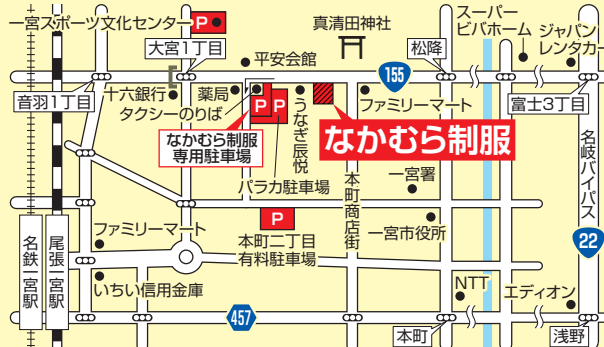 一宮スポーツ文化センター
P
大宮1丁目
平安会館
真清田神社
松降
スーパー
ビバホーム
ジャパン
レンタカー
155
音羽1丁目
十六銀行
薬局
タクシーのりば
P
P
うなぎ辰悦
ファミリーマート
富士3丁目
なかむら制服
専用駐車場
なかむら制服
パラカ駐車場
本町商店街
一宮署
名岐バイパス
P
本町二丁目
有料駐車場
一宮市役所
22
ファミリーマート
名鉄一宮駅
尾張一宮駅
いちい信用金庫
NTT
エディオン
457
本町
浅野